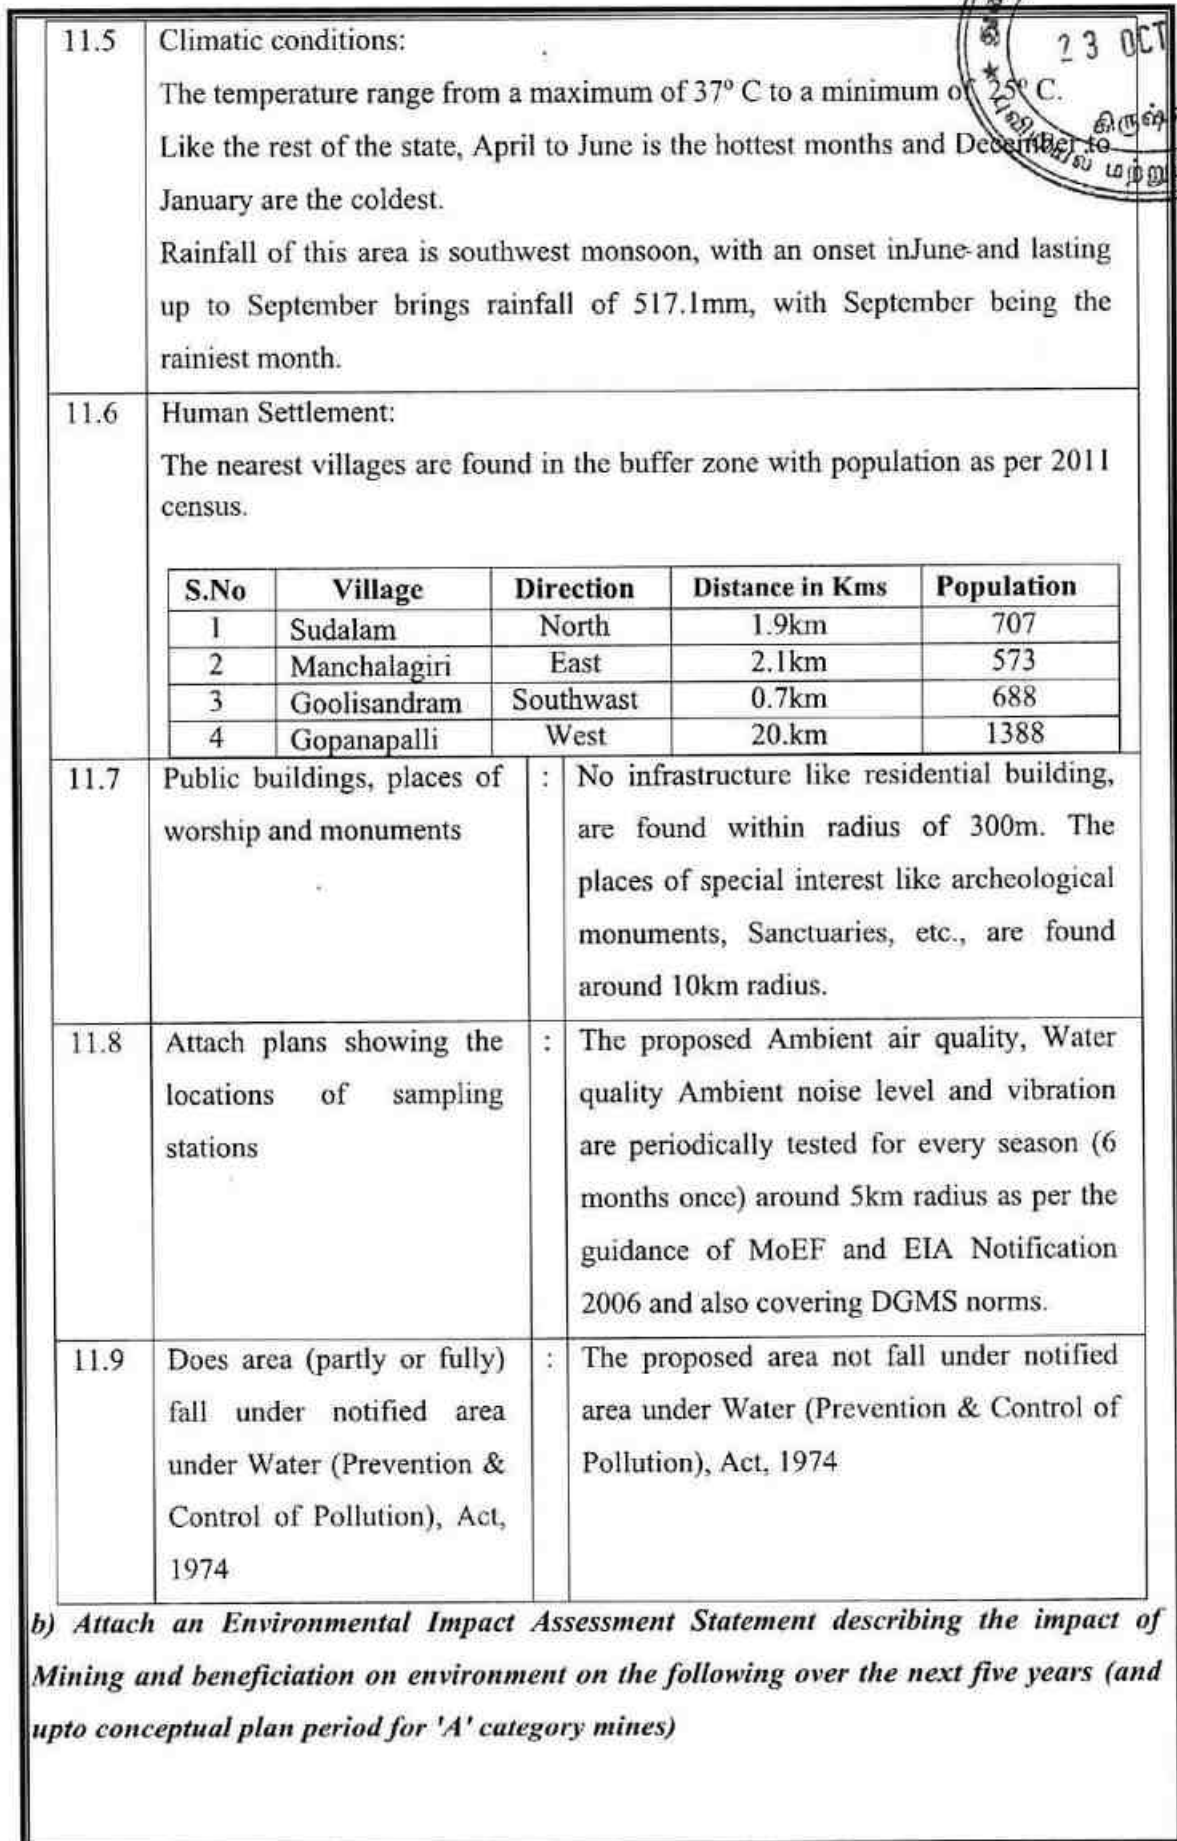 11.5 Climatic conditions:
The temperature range from a maximum of 37º C to a minimum of 25º C.
Like the rest of the state, April to June is the hottest months and December to
January are the coldest.
Rainfall of this area is southwest monsoon, with an onset inJune and lasting
up to September brings rainfall of 517.1mm, with September being the
rainiest month.
23 OCT
11.6 Human Settlement:
The nearest villages are found in the buffer zone with population as per 2011
census.
S.No Village Direction Distance in Kms Population
1 Sudalam North 1.9km 707
2 Manchalagiri East 2.1km 573
3 Goolisandram Southwast 0.7km 688
4 Gopanapalli West 20.km 1388
11.7 Public buildings, places of : No infrastructure like residential building,
worship and monuments are found within radius of 300m. The
places of special interest like archeological
monuments, Sanctuaries, etc., are found
around 10km radius.
11.8 Attach plans showing the : The proposed Ambient air quality, Water
locations of sampling quality Ambient noise level and vibration
stations are periodically tested for every season (6
months once) around 5km radius as per the
guidance of MoEF and EIA Notification
2006 and also covering DGMS norms.
11.9 Does area (partly or fully) : The proposed area not fall under notified
fall under notified area area under Water (Prevention & Control of
under Water (Prevention & Pollution), Act, 1974
Control of Pollution), Act,
1974
b) Attach an Environmental Impact Assessment Statement describing the impact of
Mining and beneficiation on environment on the following over the next five years (and
upto conceptual plan period for 'A' category mines)